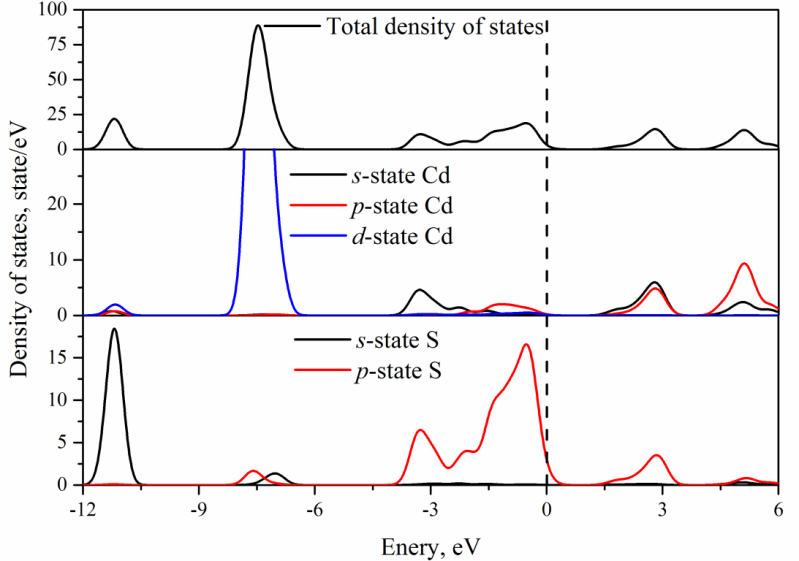 100
Total density of states
75
50
25
0
s-state Cd
20
p-state Cd
d-state Cd
10
0
s-state S
15
p-state S
10
5
0
-12 -9 -6 -3 0 3 6
Enery, eV
Density of states, state/eV